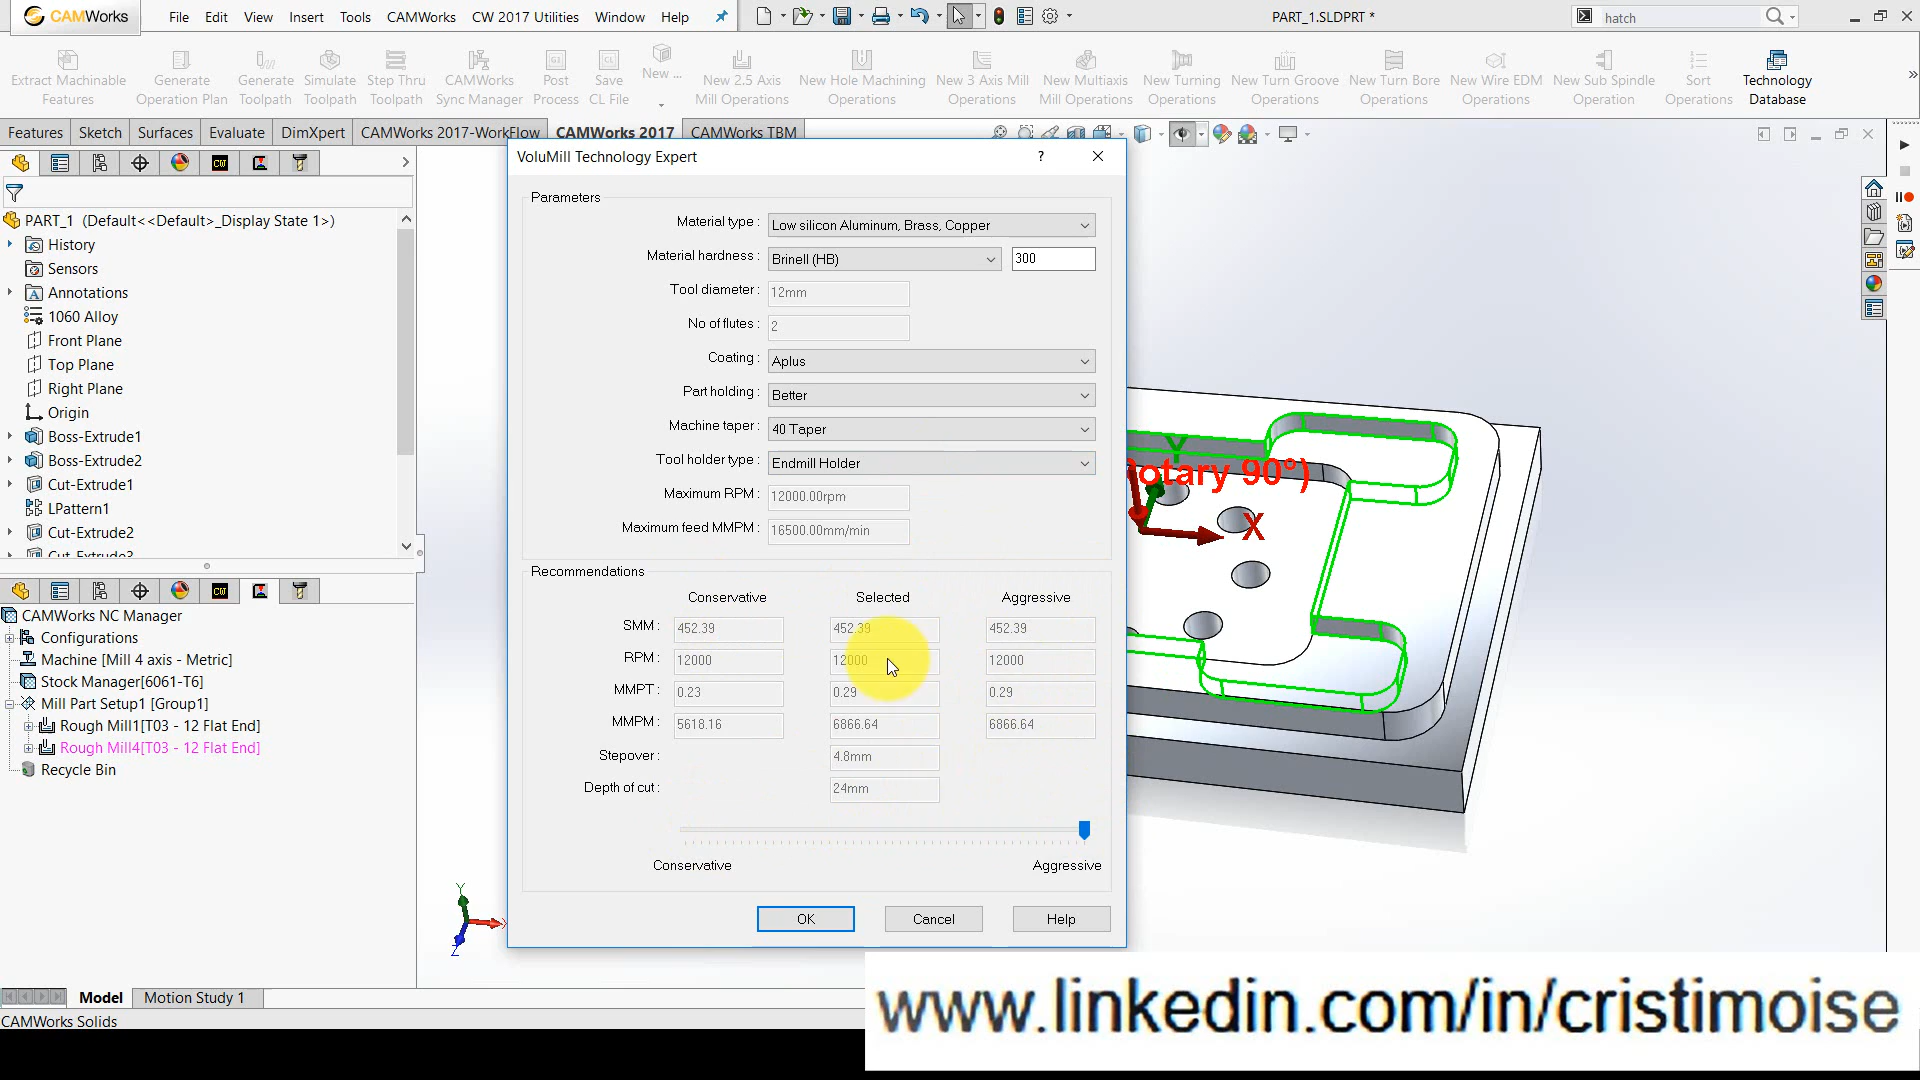 CAMWorks File Edit View Insert Tools CAMWorks CW 2017 Utilities Window Help PART_1.SLDPRT * hatch
Extract Machinable Features
Generate Operation Plan
Generate Toolpath
Simulate Toolpath
Step Thru Toolpath
CAMWorks Sync Manager
Post Process
Save CL File
New ...
New 2.5 Axis Mill Operations
New Hole Machining Operations
New 3 Axis Mill Operations
New Multiaxis Mill Operations
New Turning Operations
New Turn Groove Operations
New Turn Bore Operations
New Wire EDM Operations
New Sub Spindle Operation
Sort Operations
Technology Database
Features Sketch Surfaces Evaluate DimXpert CAMWorks 2017-WorkFlow CAMWorks 2017 CAMWorks TBM
PART_1 (Default<<Default>_Display State 1>)
History
Sensors
Annotations
1060 Alloy
Front Plane
Top Plane
Right Plane
Origin
Boss-Extrude1
Boss-Extrude2
Cut-Extrude1
LPattern1
Cut-Extrude2
Cut-Extrude3
CAMWorks NC Manager
Configurations
Machine [Mill 4 axis - Metric]
Stock Manager[6061-T6]
Mill Part Setup1 [Group1]
Rough Mill1[T03 - 12 Flat End]
Rough Mill4[T03 - 12 Flat End]
Recycle Bin
Model Motion Study 1
CAMWorks Solids
VoluMill Technology Expert ?
Parameters
Material type : Low silicon Aluminum, Brass, Copper
Material hardness : Brinell (HB) 300
Tool diameter : 12mm
No of flutes : 2
Coating : Aplus
Part holding : Better
Machine taper : 40 Taper
Tool holder type : Endmill Holder
Maximum RPM : 12000.00rpm
Maximum feed MMPM : 16500.00mm/min
Recommendations
Conservative Selected Aggressive
SMM : 452.39 452.39 452.39
RPM : 12000 12000 12000
MMPT : 0.23 0.29 0.29
MMPM : 5618.16 6866.64 6866.64
Stepover : 4.8mm
Depth of cut : 24mm
Conservative Aggressive
OK Cancel Help
Y
otary 90°)
X
Y
Z
www.linkedin.com/in/cristimoise